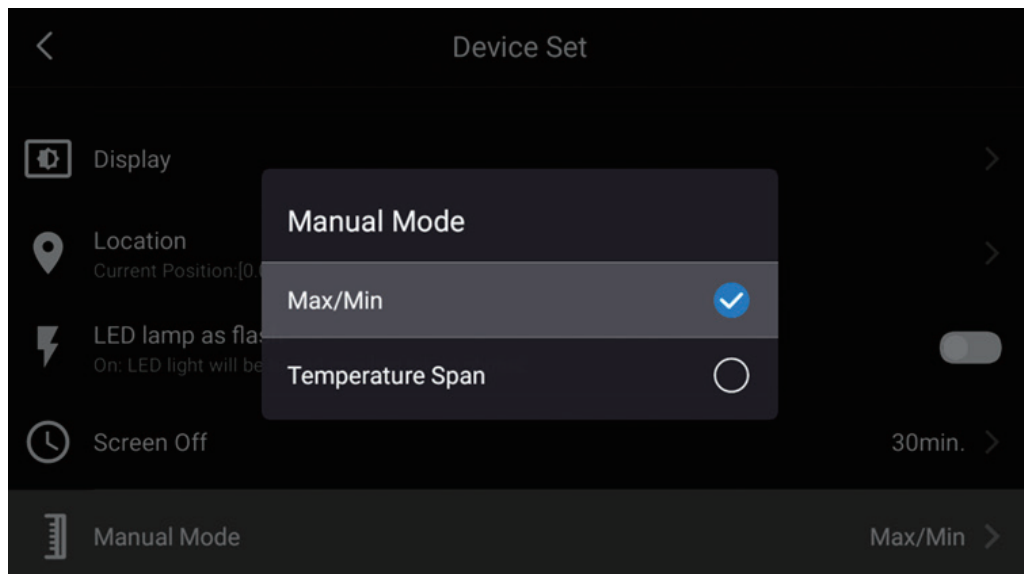 Device Set
Display
Manual Mode
Location
Current Position:[0.
Max/Min
LED lamp as flas
On: LED light will be
Temperature Span
Screen Off 30min.
Manual Mode Max/Min